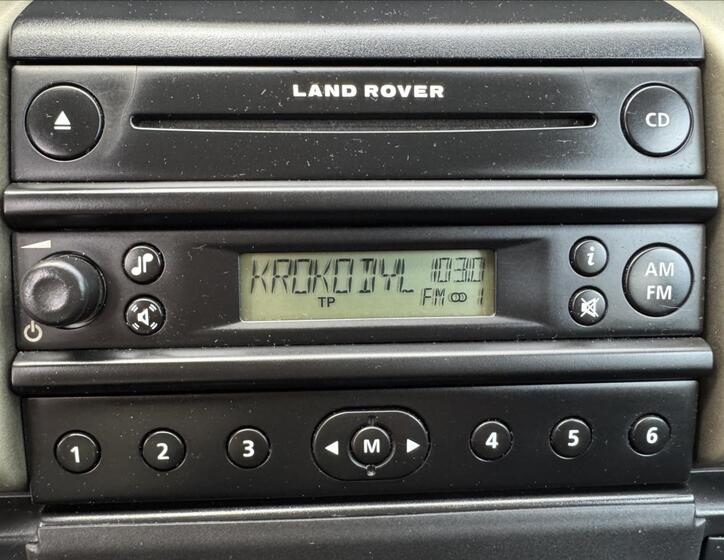 LAND ROVER
CD
KROKODYL 103.0
TP FM 1
i
AM
FM
1 2 3 M 4 5 6